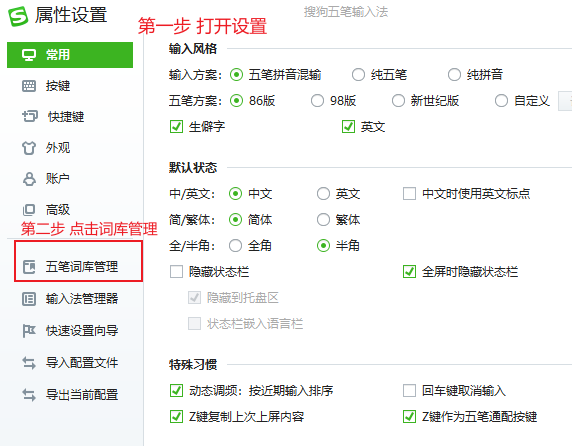 属性设置
第一步 打开设置
搜狗五笔输入法
常用
按键
快捷键
外观
账户
高级
第二步 点击词库管理
五笔词库管理
输入法管理器
快速设置向导
导入配置文件
导出当前配置
输入风格
输入方案： 五笔拼音混输 纯五笔 纯拼音
五笔方案： 86版 98版 新世纪版 自定义
生僻字 英文
默认状态
中/英文： 中文 英文 中文时使用英文标点
简/繁体： 简体 繁体
全/半角： 全角 半角
隐藏状态栏 全屏时隐藏状态栏
隐藏到托盘区
状态栏嵌入语言栏
特殊习惯
动态调频：按近期输入排序 回车键取消输入
Z键复制上次上屏内容 Z键作为五笔通配按键